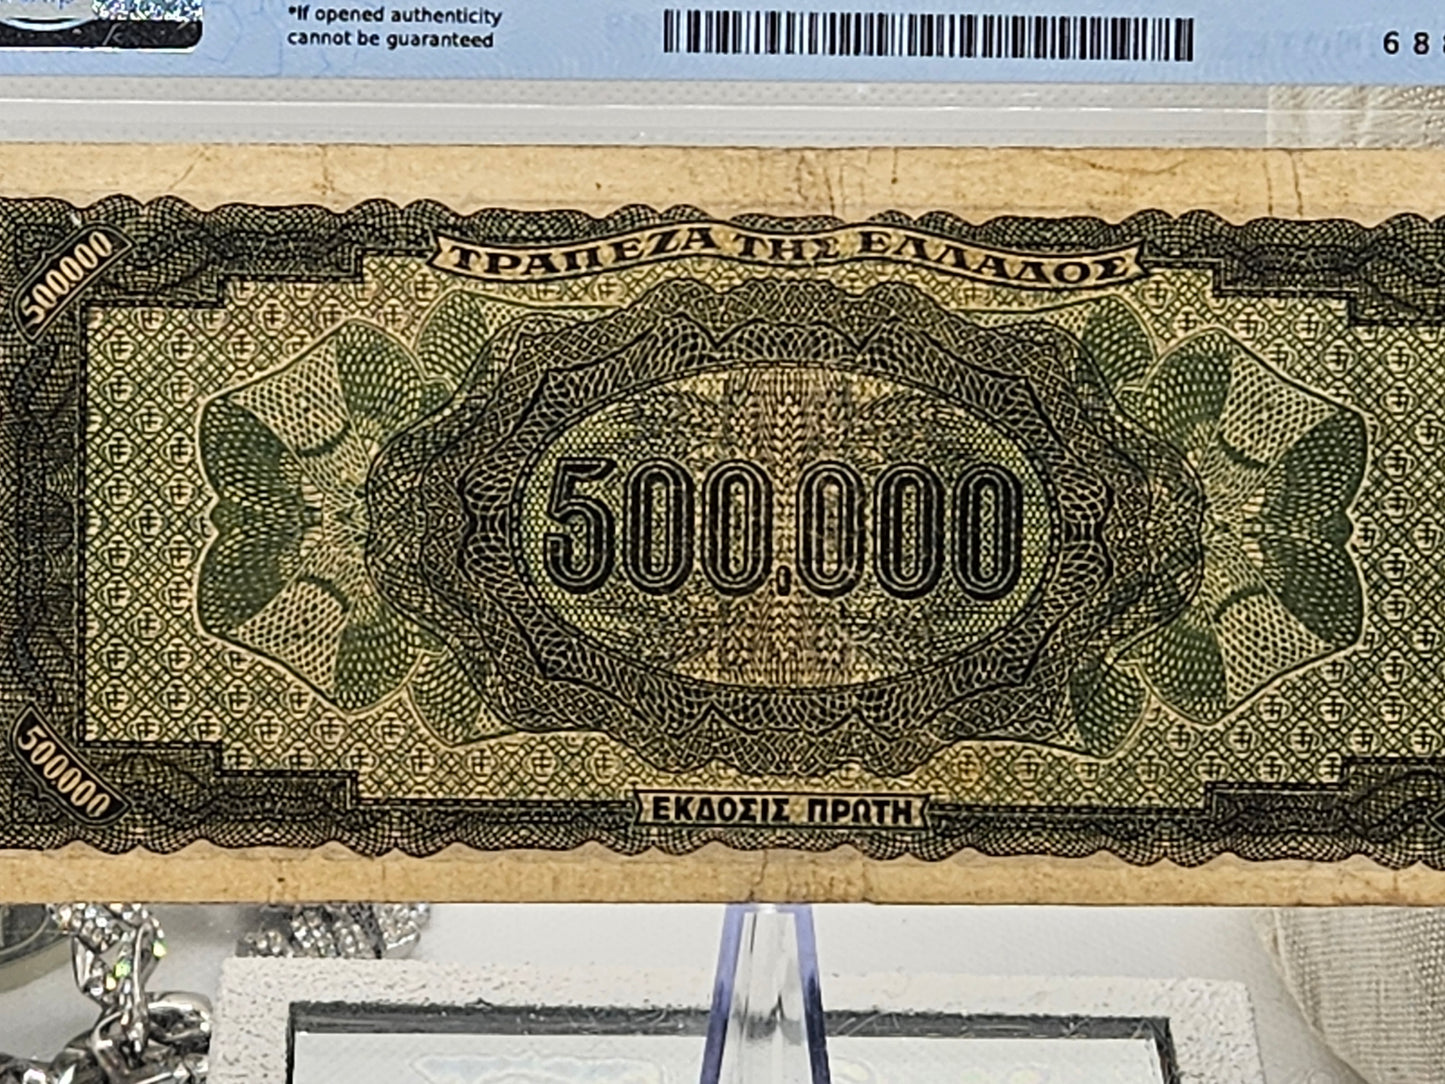 *If opened authenticity
cannot be guaranteed
68
500000
ΤΡΑΠΕΖΑ ΤΗΣ ΕΛΛΑΔΟΣ
500.000
500000
ΕΚΔΟΣΙΣ ΠΡΩΤΗ